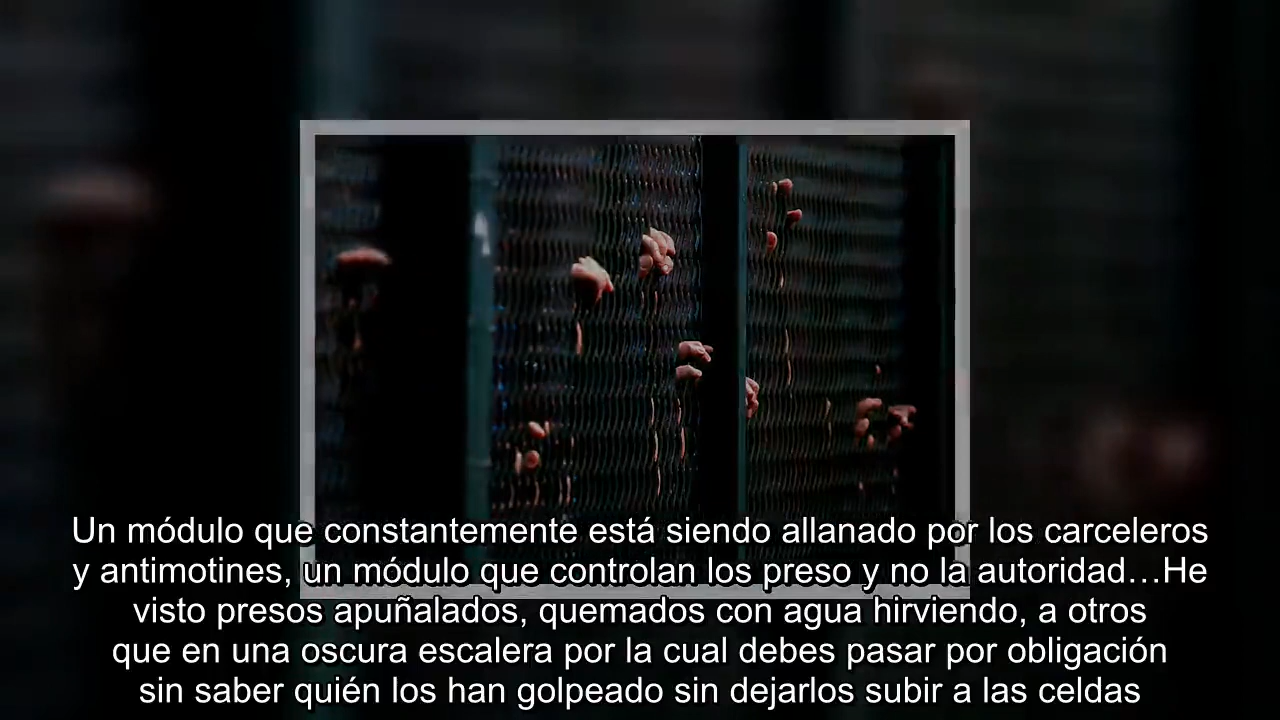 Un módulo que constantemente está siendo allanado por los carceleros
y antimotines, un módulo que controlan los preso y no la autoridad…He
visto presos apuñalados, quemados con agua hirviendo, a otros
que en una oscura escalera por la cual debes pasar por obligación
sin saber quién los han golpeado sin dejarlos subir a las celdas